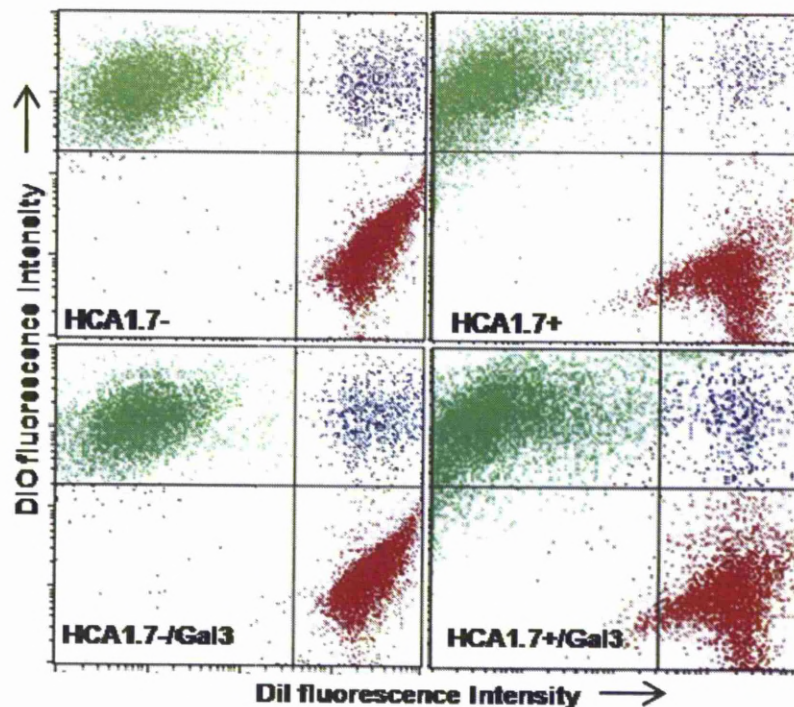 DIO fluorescence Intensity
HCA1.7-
HCA1.7+
HCA1.7-/Gal3
HCA1.7+/Gal3
Dil fluorescence Intensity